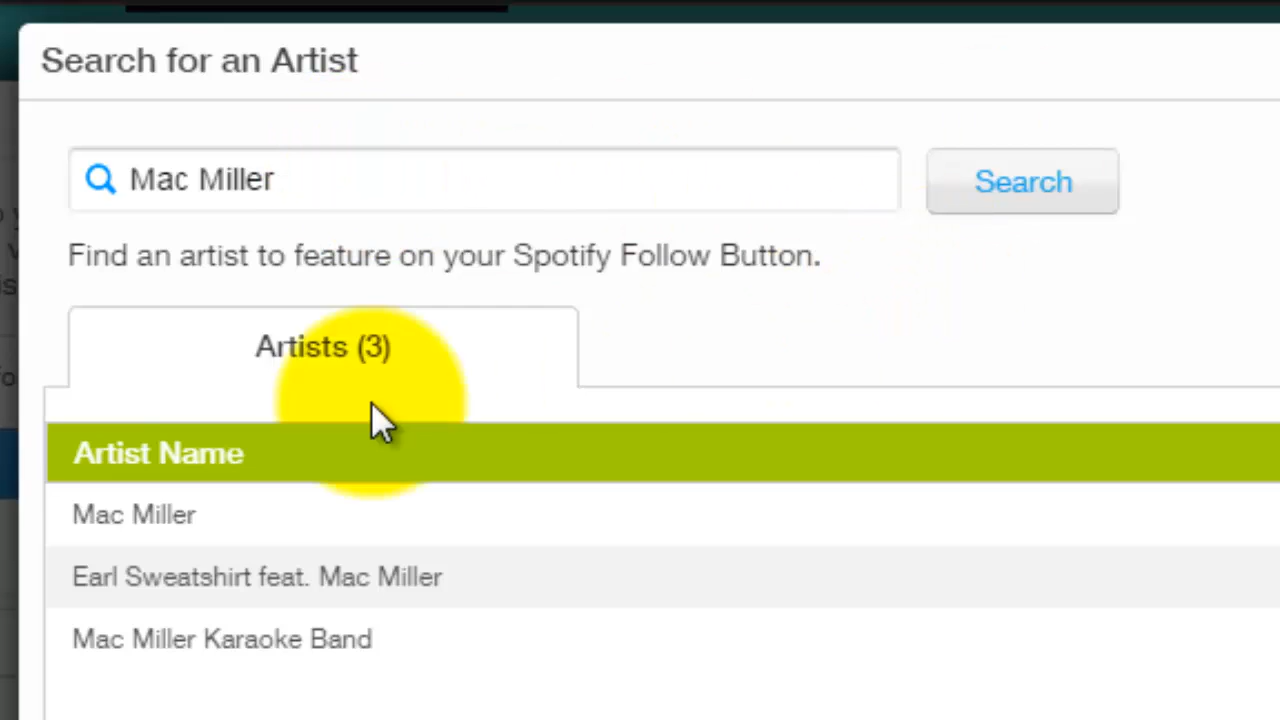 Search for an Artist
Mac Miller
Search
Find an artist to feature on your Spotify Follow Button.
Artists (3)
Artist Name
Mac Miller
Earl Sweatshirt feat. Mac Miller
Mac Miller Karaoke Band